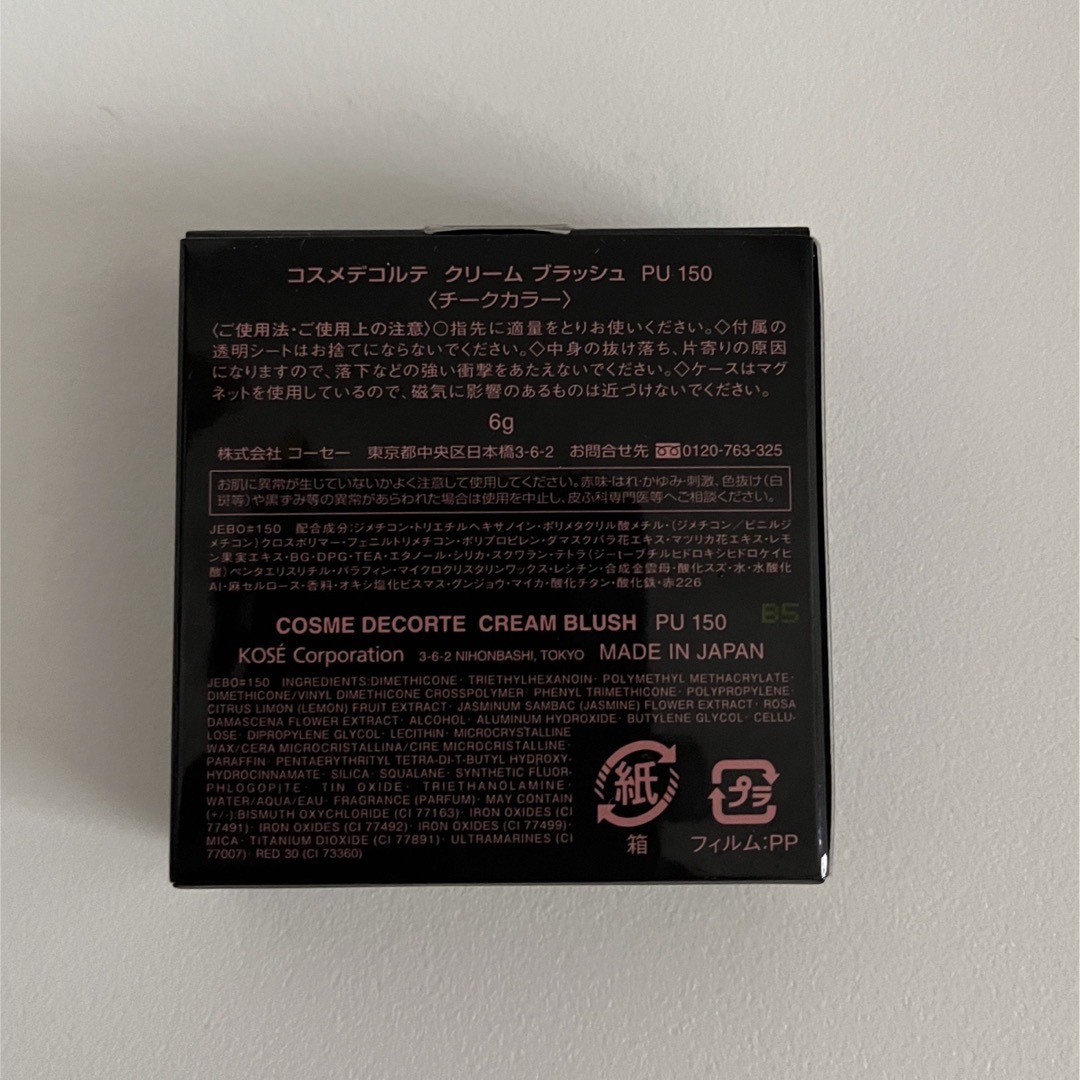 コスメデコルテ クリーム ブラッシュ PU 150
〈チークカラー〉
〈ご使用法・ご使用上の注意〉○指先に適量をとりお使いください。◇付属の
透明シートはお捨てにならないでください。◇中身の抜け落ち、片寄りの原因
になりますので、落下などの強い衝撃をあたえないでください。◇ケースはマグ
ネットを使用しているので、磁気に影響のあるものは近づけないでください。
6g
株式会社 コーセー 東京都中央区日本橋3-6-2 お問合せ先 0120-763-325
お肌に異常が生じていないかよく注意して使用してください。赤味・はれ・かゆみ・刺激、色抜け(白
斑等)や黒ずみ等の異常があらわれた場合は使用を中止し、皮ふ科専門医等へご相談ください。
JEBO#150 配合成分:ジメチコン・トリエチルヘキサノイン・ポリメタクリル酸メチル・(ジメチコン/ビニルジ
メチコン)クロスポリマー・フェニルトリメチコン・ポリプロピレン・ダマスクバラ花エキス・マツリカ花エキス・レモ
ン果実エキス・BG・DPG・TEA・エタノール・シリカ・スクワラン・テトラ(ジ-t-ブチルヒドロキシヒドロケイヒ
酸)ペンタエリスリチル・パラフィン・マイクロクリスタリンワックス・レシチン・合成金雲母・酸化スズ・水・水酸化
Al・麻セルロース・香料・オキシ塩化ビスマス・グンジョウ・マイカ・酸化チタン・酸化鉄・赤226
B5
COSME DECORTE CREAM BLUSH PU 150
KOSÉ Corporation 3-6-2 NIHONBASHI, TOKYO MADE IN JAPAN
JEBO#150 INGREDIENTS:DIMETHICONE· TRIETHYLHEXANOIN· POLYMETHYL METHACRYLATE·
DIMETHICONE/VINYL DIMETHICONE CROSSPOLYMER· PHENYL TRIMETHICONE· POLYPROPYLENE·
CITRUS LIMON (LEMON) FRUIT EXTRACT· JASMINUM SAMBAC (JASMINE) FLOWER EXTRACT· ROSA
DAMASCENA FLOWER EXTRACT· ALCOHOL· ALUMINUM HYDROXIDE· BUTYLENE GLYCOL· CELLU-
LOSE· DIPROPYLENE GLYCOL· LECITHIN· MICROCRYSTALLINE
WAX/CERA MICROCRISTALLINA/CIRE MICROCRISTALLINE·
PARAFFIN· PENTAERYTHRITYL TETRA-DI-T-BUTYL HYDROXY-
HYDROCINNAMATE· SILICA· SQUALANE· SYNTHETIC FLUOR-
PHLOGOPITE· TIN OXIDE· TRIETHANOLAMINE·
WATER/AQUA/EAU· FRAGRANCE (PARFUM)· MAY CONTAIN
(+/-):BISMUTH OXYCHLORIDE (CI 77163)· IRON OXIDES (CI
77491)· IRON OXIDES (CI 77492)· IRON OXIDES (CI 77499)·
MICA· TITANIUM DIOXIDE (CI 77891)· ULTRAMARINES (CI
77007)· RED 30 (CI 73360)
紙
箱
プラ
フィルム:PP